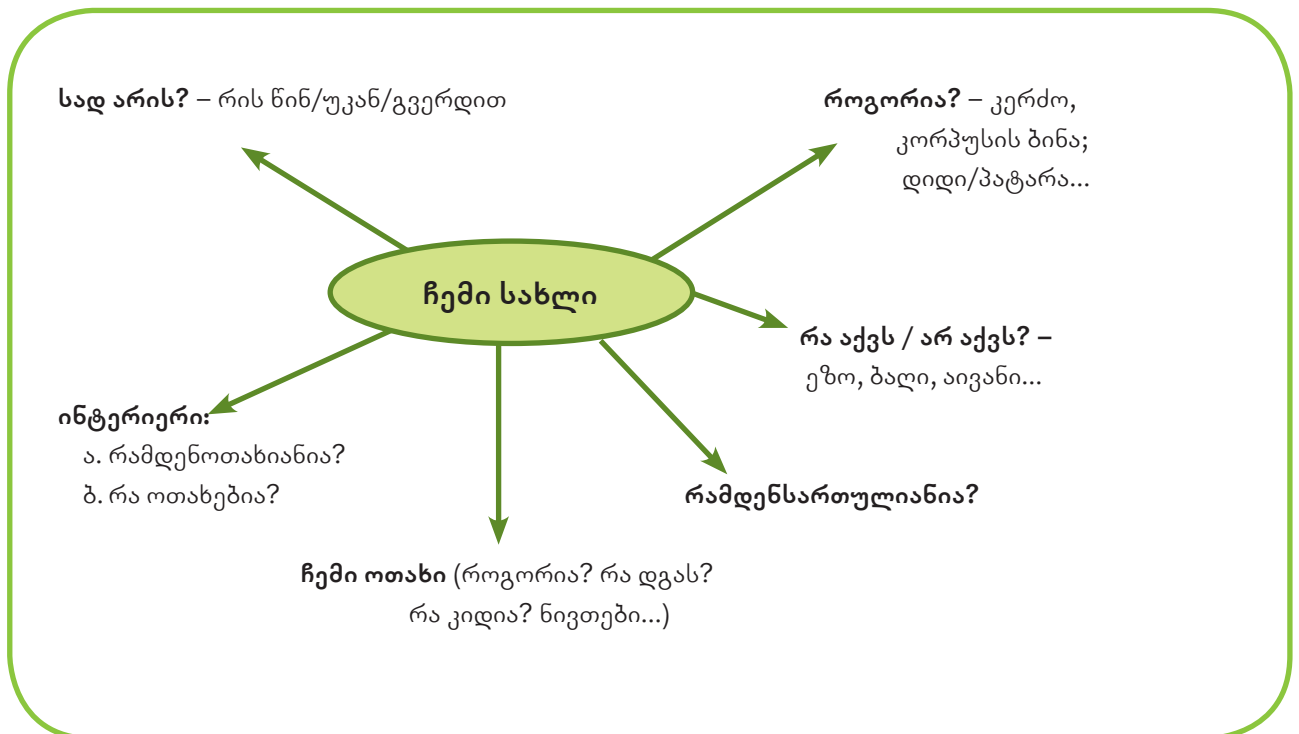 სად არის? – რის წინ/უკან/გვერდით
როგორია? – კერძო,
კორპუსის ბინა;
დიდი/პატარა...
ჩემი სახლი
რა აქვს / არ აქვს? –
ეზო, ბაღი, აივანი...
ინტერიერი:
ა. რამდენოთახიანია?
ბ. რა ოთახებია?
რამდენსართულიანია?
ჩემი ოთახი (როგორია? რა დგას?
რა კიდია? ნივთები...)